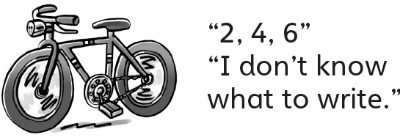 “2, 4, 6”
“I don’t know
what to write.”